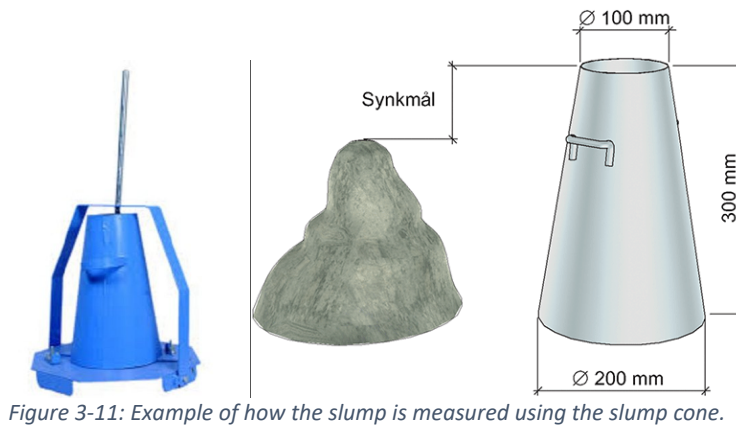 Ø 100 mm
Synkmål
300 mm
Ø 200 mm
Figure 3-11: Example of how the slump is measured using the slump cone.